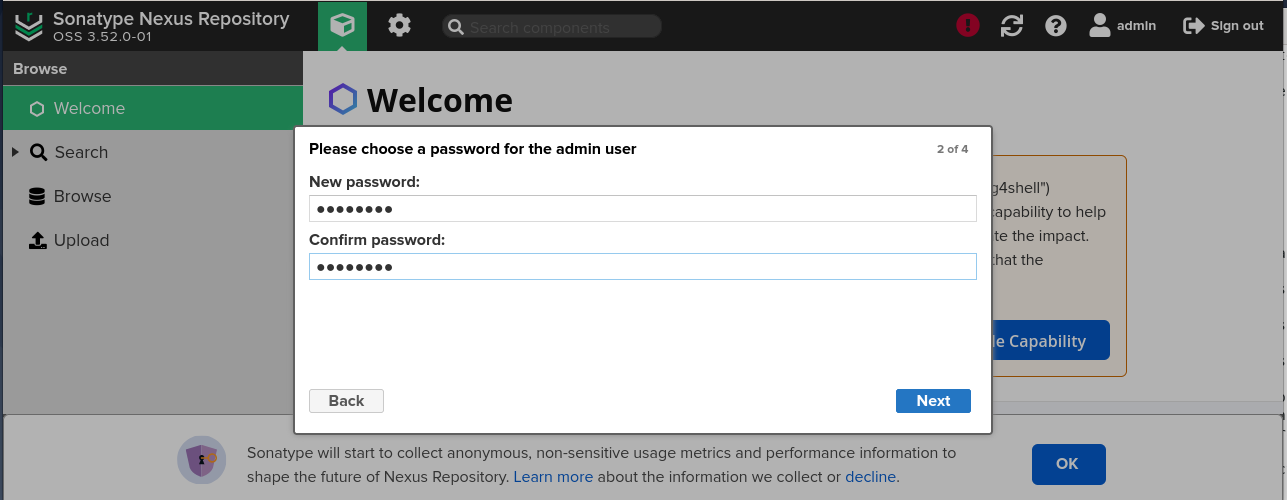 Sonatype Nexus Repository
OSS 3.52.0-01
Search components
admin
Sign out
Browse
Welcome
Search
Browse
Upload
Welcome
g4shell")
capability to help
te the impact.
that the
le Capability
Please choose a password for the admin user
2 of 4
New password:
●●●●●●●●
Confirm password:
●●●●●●●●
Back
Next
Sonatype will start to collect anonymous, non-sensitive usage metrics and performance information to
shape the future of Nexus Repository. Learn more about the information we collect or decline.
OK